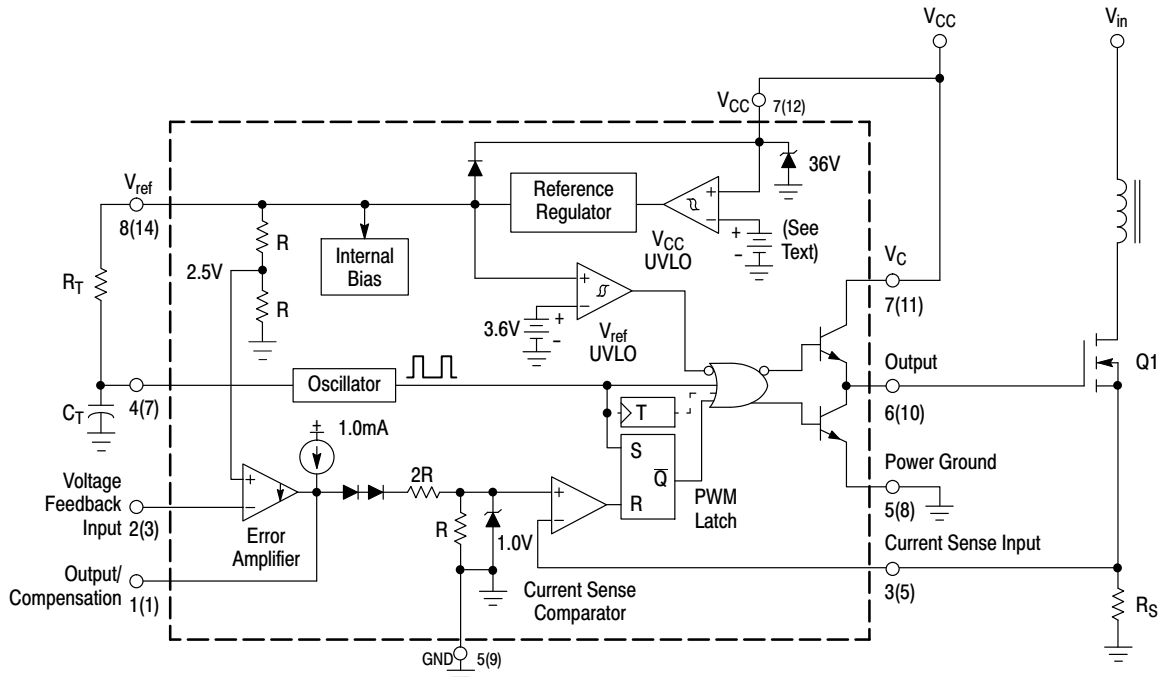 VCC
Vin
VCC 7(12)
36V
Vref
8(14)
Reference
Regulator
+
−
+
-
(See
Text)
VCC
UVLO
R
Internal
Bias
2.5V
RT
R
+
−
3.6V
+
-
Vref
UVLO
VC
7(11)
Output
6(10)
Q1
Oscillator
4(7)
CT
T
1.0mA
S
Q
R
PWM
Latch
Power Ground
5(8)
Voltage
Feedback
Input
2(3)
+
−
Error
Amplifier
2R
R
1.0V
+
−
Current Sense
Comparator
Current Sense Input
3(5)
Output/
Compensation
1(1)
RS
GND 5(9)